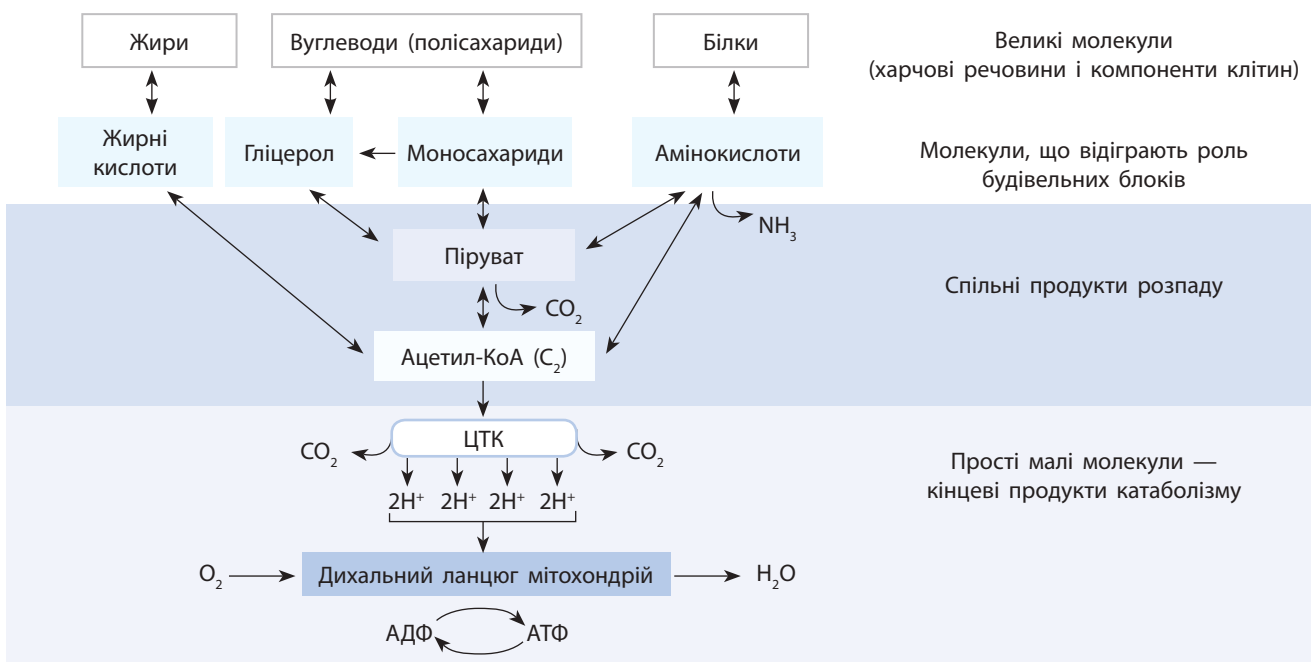 Жири
Вуглеводи (полісахариди)
Білки
Великі молекули
(харчові речовини і компоненти клітин)
Жирні
кислоти
Гліцерол
Моносахариди
Амінокислоти
Молекули, що відіграють роль
будівельних блоків
NH₃
Піруват
Спільні продукти розпаду
CO₂
Ацетил-КоА (C₂)
ЦТК
CO₂
CO₂
Прості малі молекули —
кінцеві продукти катаболізму
2H⁺ 2H⁺ 2H⁺ 2H⁺
O₂
Дихальний ланцюг мітохондрій
H₂O
АДФ
АТФ